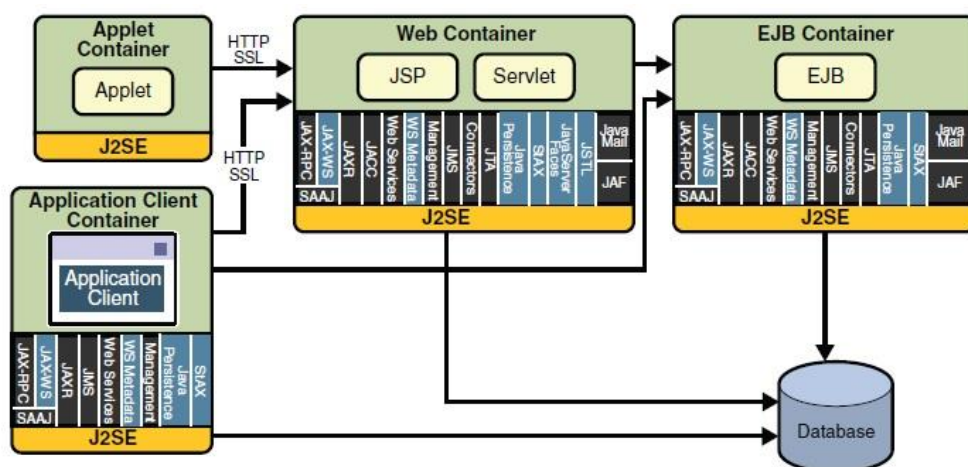 Applet
Container
Applet
J2SE
HTTP
SSL
HTTP
SSL
Web Container
JSP
Servlet
JAX-RPC
JAX-WS
SAAJ
JAXR
JACC
Web Services
WS Metadata
Management
JMS
Connectors
JTA
Java
Persistence
StAX
JavaServer
Faces
JSTL
Java
Mail
JAF
J2SE
EJB Container
EJB
JAX-RPC
JAX-WS
SAAJ
JAXR
JACC
Web Services
WS Metadata
Management
JMS
Connectors
JTA
Java
Persistence
StAX
Java
Mail
JAF
J2SE
Application Client
Container
Application
Client
JAX-RPC
JAX-WS
SAAJ
JAXR
JMS
Web Services
WS Metadata
Management
Java
Persistence
StAX
J2SE
Database